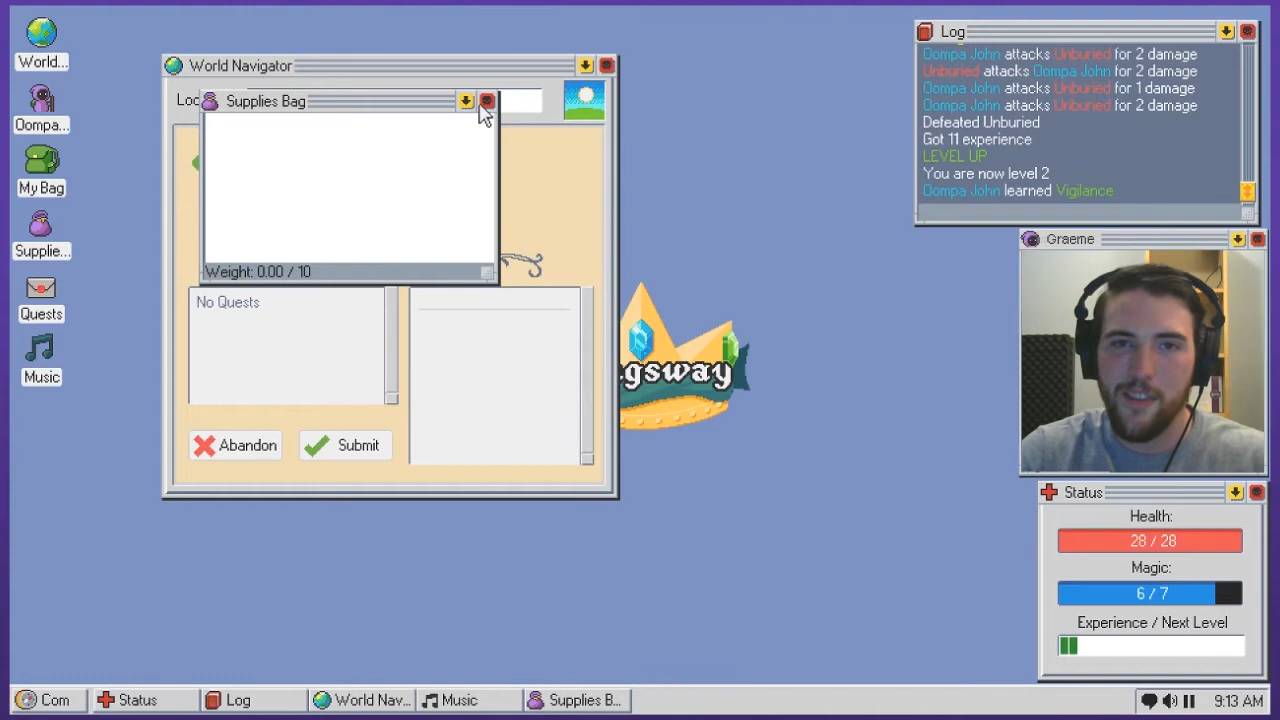 World...
Oompa...
My Bag
Supplie...
Quests
Music
World Navigator
Supplies Bag
Weight: 0.00 / 10
No Quests
Abandon
Submit
gsway
Log
Oompa John attacks Unburied for 2 damage
Unburied attacks Oompa John for 2 damage
Oompa John attacks Unburied for 1 damage
Oompa John attacks Unburied for 2 damage
Defeated Unburied
Got 11 experience
LEVEL UP
You are now level 2
Oompa John learned Vigilance
Graeme
Status
Health:
28 / 28
Magic:
6 / 7
Experience / Next Level
Com
Status
Log
World Nav...
Music
Supplies B...
9:13 AM